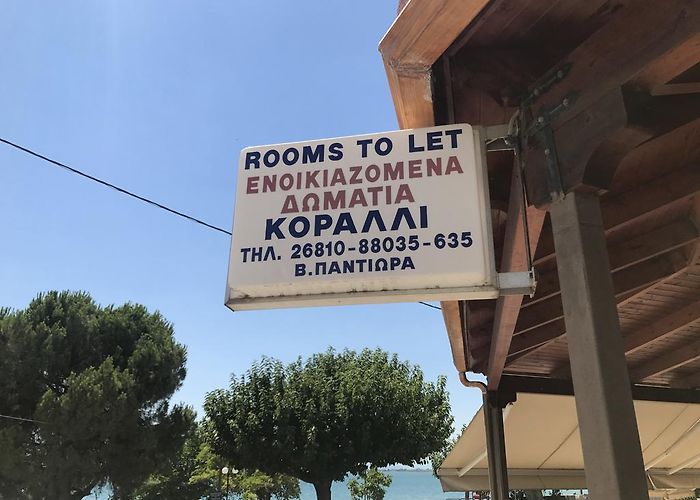 ROOMS TO LET
ΕΝΟΙΚΙΑΖΟΜΕΝΑ
ΔΩΜΑΤΙΑ
ΚΟΡΑΛΛΙ
ΤΗΛ. 26810-88035-635
Β.ΠΑΝΤΙΩΡΑ